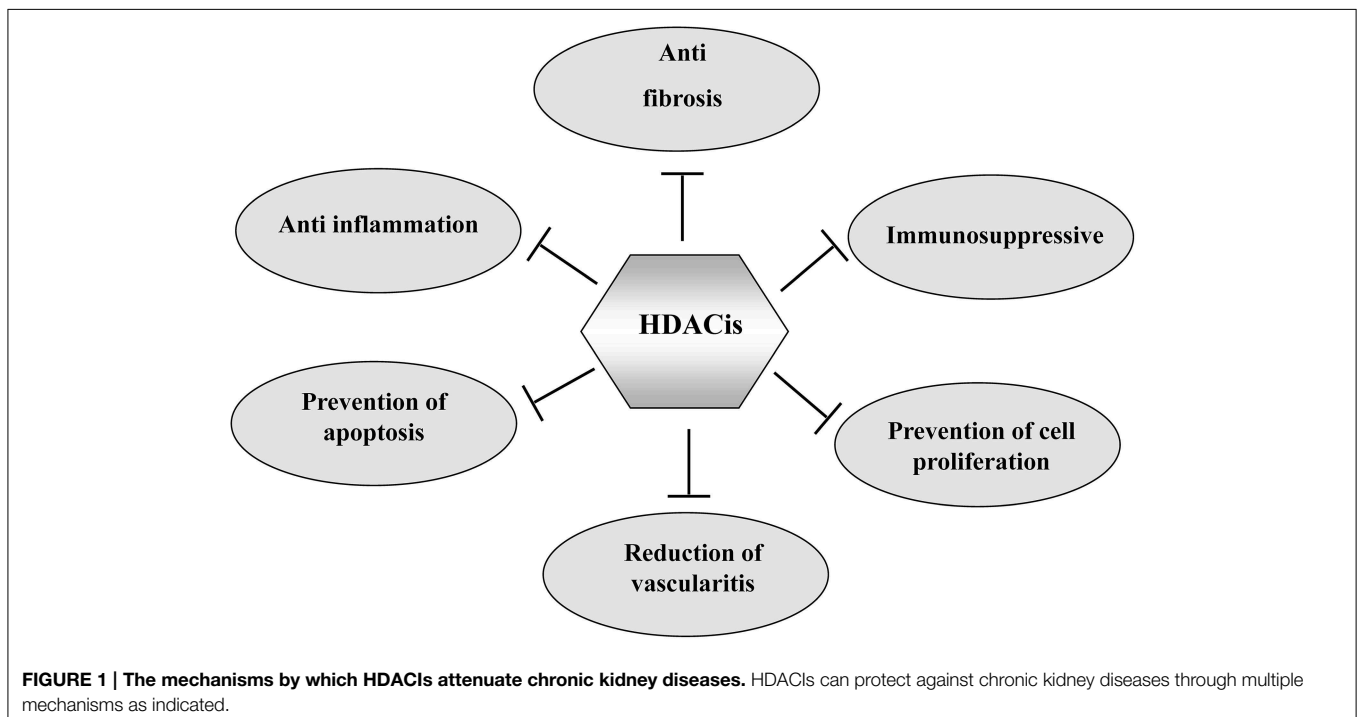 Anti
fibrosis
Anti inflammation
Immunosuppressive
HDACis
Prevention of
apoptosis
Prevention of cell
proliferation
Reduction of
vascularitis
FIGURE 1 | The mechanisms by which HDACIs attenuate chronic kidney diseases. HDACIs can protect against chronic kidney diseases through multiple
mechanisms as indicated.